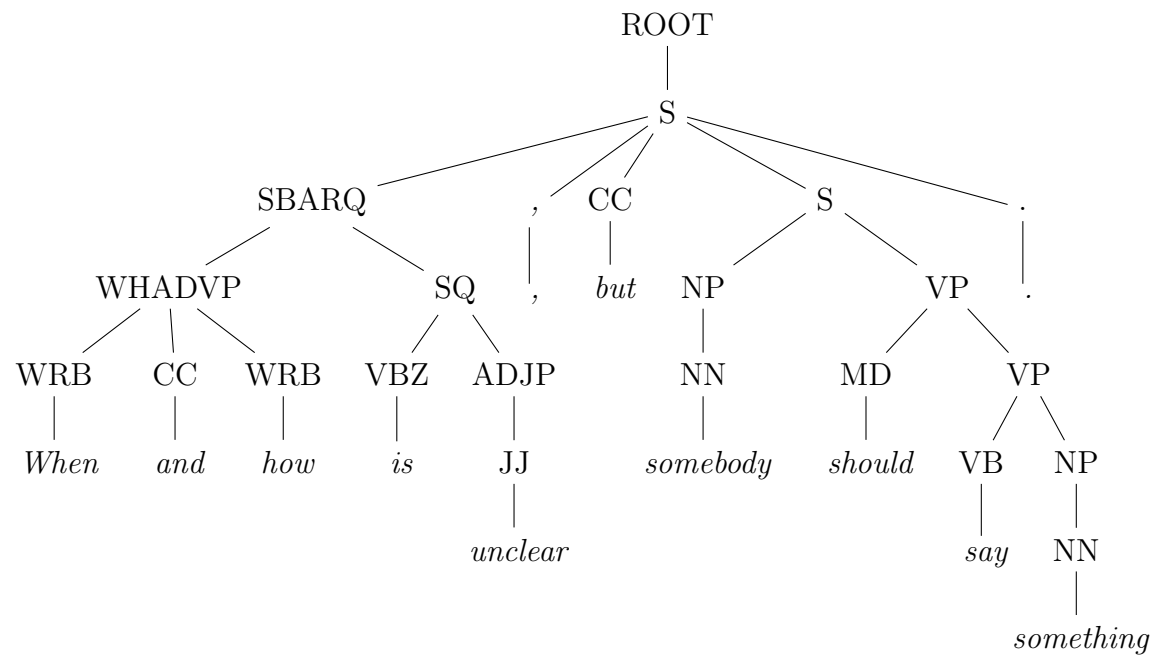 ROOT
S
SBARQ , CC S .
WHADVP SQ , but NP VP .
WRB CC WRB VBZ ADJP NN MD VP
When and how is JJ somebody should VB NP
unclear say NN
something